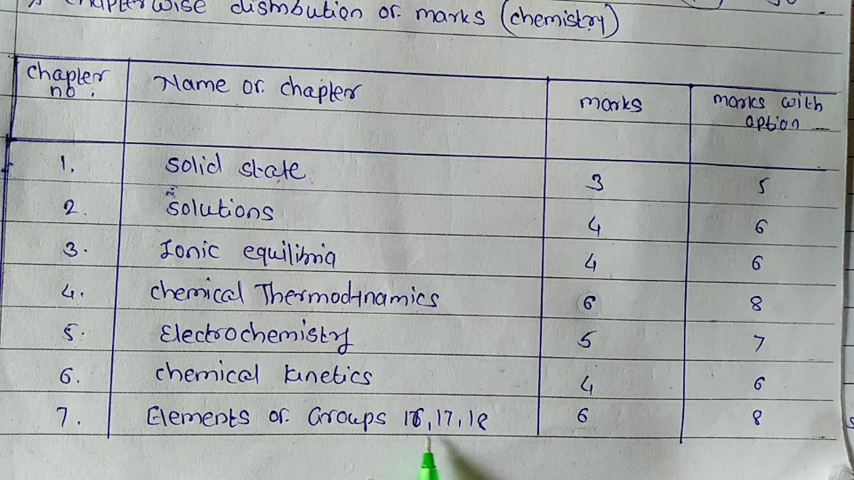 chapterwise distribution of marks (chemistry)
chapter no. Name of chapter marks marks with option
1. solid state 3 5
2. solutions 4 6
3. Ionic equilibria 4 6
4. chemical Thermodynamics 6 8
5. Electrochemistry 5 7
6. chemical kinetics 4 6
7. Elements of Groups 16,17,18 6 8